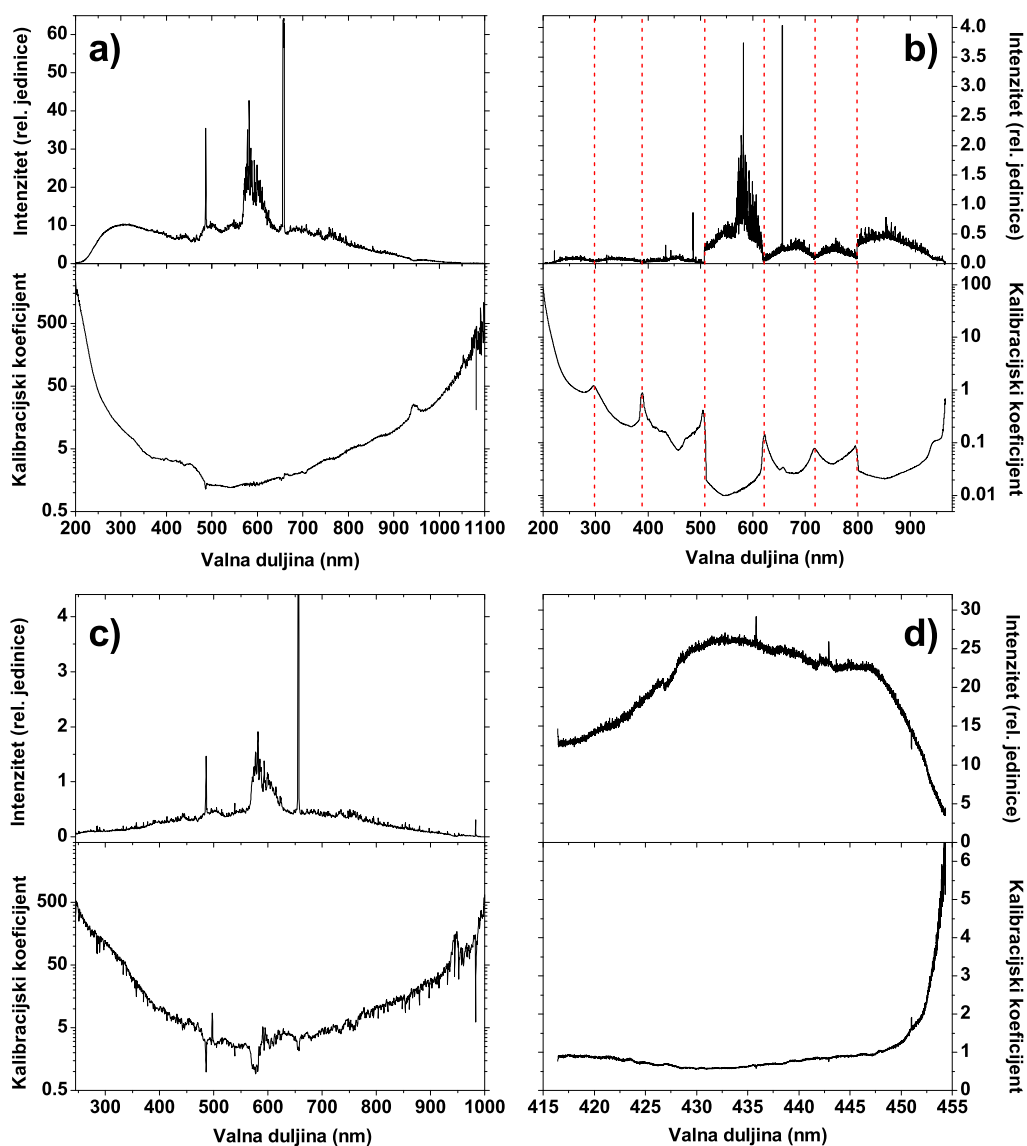 a)
Intenzitet (rel. jedinice)
60
50
40
30
20
10
0
Kalibracijski koeficijent
500
50
5
0.5
200 300 400 500 600 700 800 900 1000 1100
Valna duljina (nm)
b)
4.0
3.5
3.0
2.5
2.0
1.5
1.0
0.5
0.0
Intenzitet (rel. jedinice)
100
10
1
0.1
0.01
Kalibracijski koeficijent
200 300 400 500 600 700 800 900
Valna duljina (nm)
c)
Intenzitet (rel. jedinice)
4
3
2
1
0
Kalibracijski koeficijent
500
50
5
0.5
300 400 500 600 700 800 900 1000
Valna duljina (nm)
d)
30
25
20
15
10
5
0
Intenzitet (rel. jedinice)
6
5
4
3
2
1
0
Kalibracijski koeficijent
415 420 425 430 435 440 445 450 455
Valna duljina (nm)